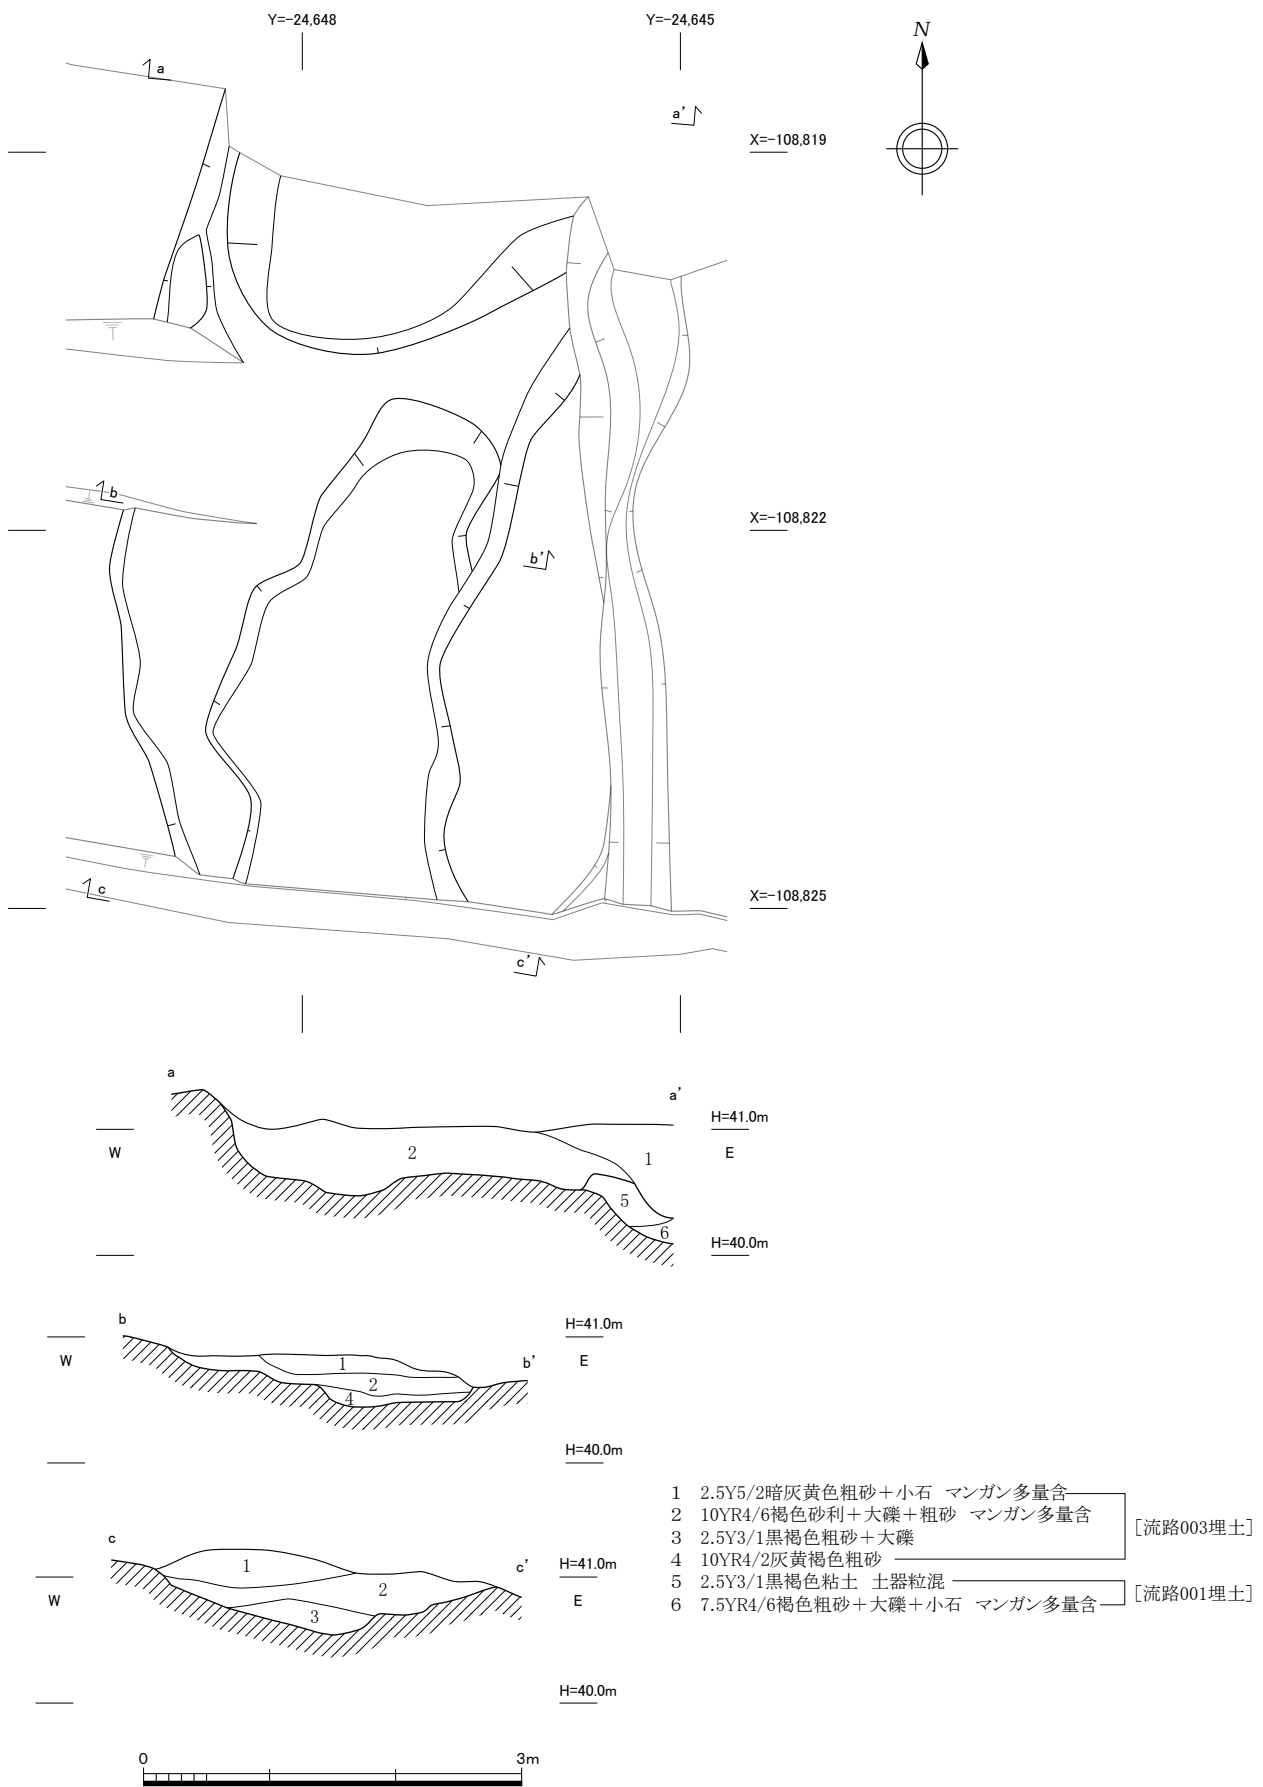 Y=-24,648
Y=-24,645
N
a
a'
X=-108,819
b
X=-108,822
b'
c
X=-108,825
c'
a
a'
H=41.0m
W
2
1
E
5
6
H=40.0m
b
H=41.0m
W
1
b'
E
2
4
H=40.0m
1 2.5Y5/2暗灰黄色粗砂＋小石 マンガン多量含
2 10YR4/6褐色砂利＋大礫＋粗砂 マンガン多量含
[流路003埋土]
3 2.5Y3/1黒褐色粗砂＋大礫
4 10YR4/2灰黄褐色粗砂
5 2.5Y3/1黒褐色粘土 土器粒混
[流路001埋土]
6 7.5YR4/6褐色粗砂＋大礫＋小石 マンガン多量含
c
1
c'
H=41.0m
W
2
E
3
H=40.0m
0
3m